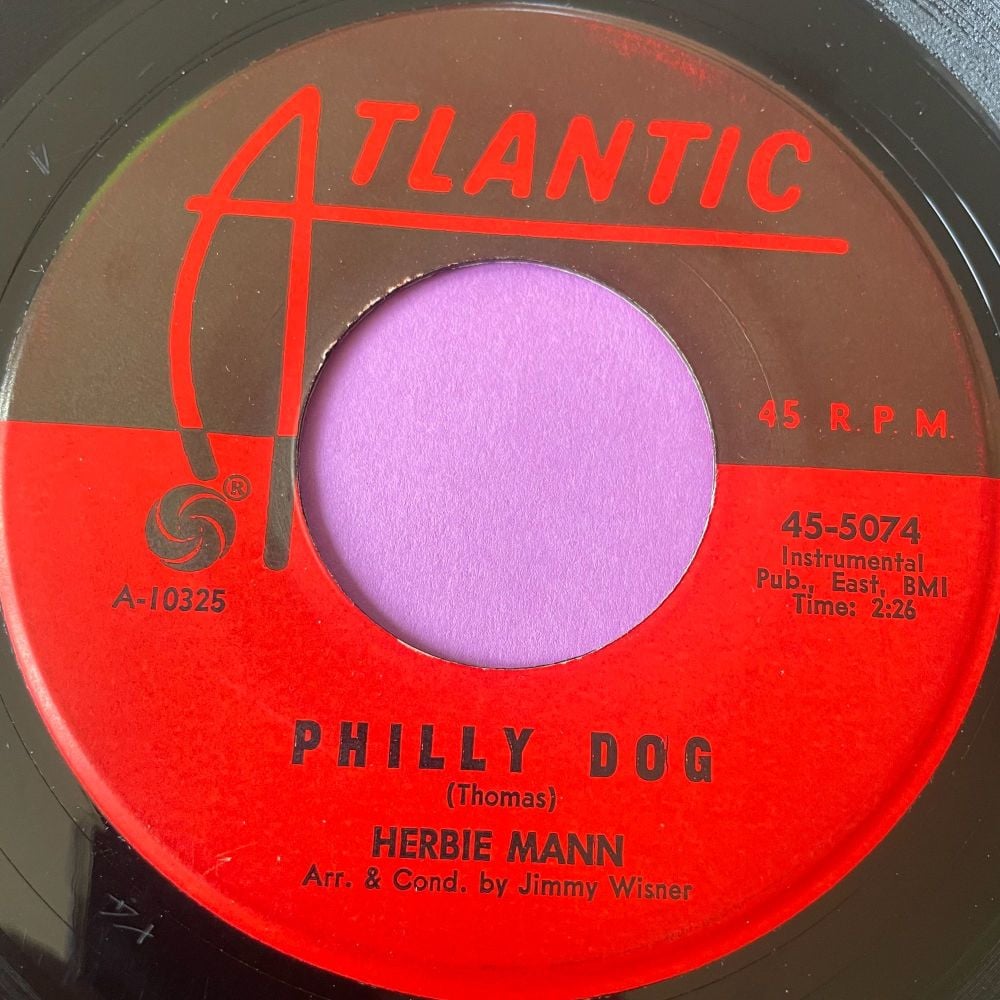 ATLANTIC
45 R.P.M.
®
A-10325
45-5074
Instrumental
Pub., East, BMI
Time: 2:26
PHILLY DOG
(Thomas)
HERBIE MANN
Arr. & Cond. by Jimmy Wisner